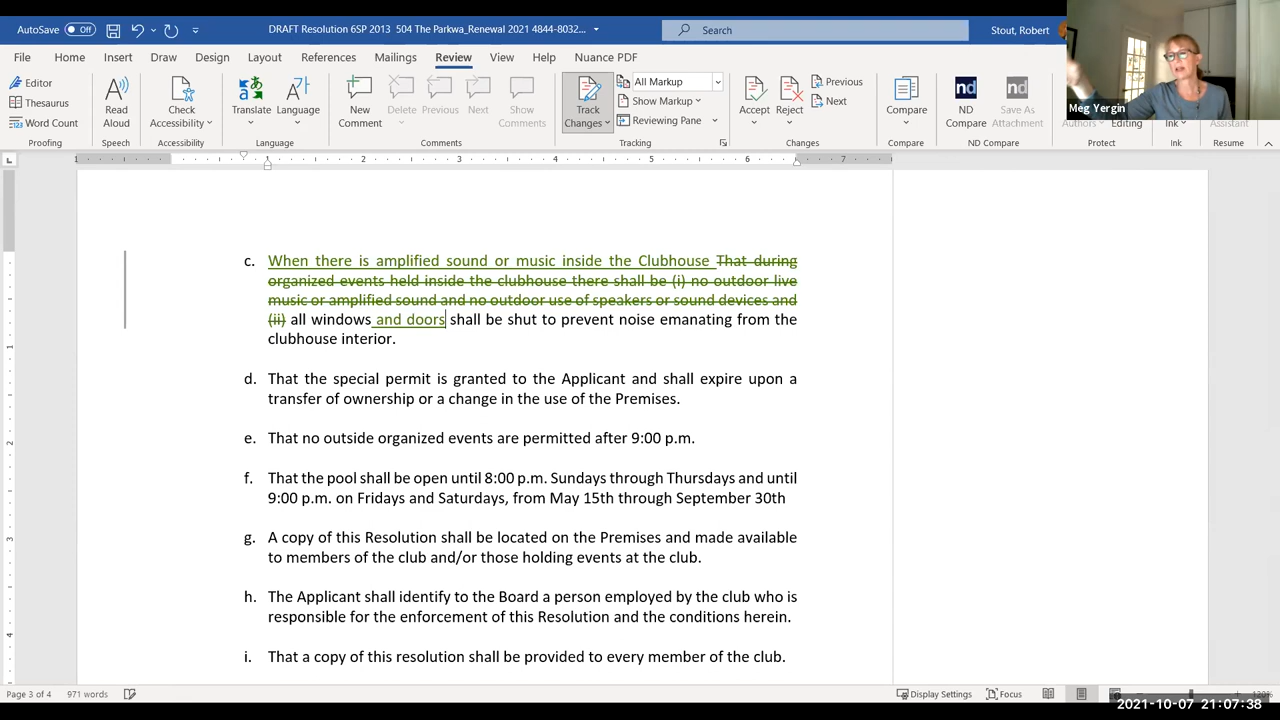 AutoSave Off DRAFT Resolution 6SP 2013 504 The Parkwa_Renewal 2021 4844-8032... Search Stout, Robert
File Home Insert Draw Design Layout References Mailings Review View Help Nuance PDF
Meg Yergin
Editor
Thesaurus
Word Count
Proofing
Read Aloud
Speech
Check Accessibility
Accessibility
Translate Language
Language
New Comment Delete Previous Next Show Comments
Comments
Track Changes
All Markup
Show Markup
Reviewing Pane
Tracking
Accept Reject Previous
Next
Changes
Compare
Compare
ND Compare Save As Attachment
ND Compare
Authors Editing
Protect
Ink
Ink
Assistant
Resume
1 1 2 3 4 5 6 7
c. When there is amplified sound or music inside the Clubhouse That during
organized events held inside the clubhouse there shall be (i) no outdoor live
music or amplified sound and no outdoor use of speakers or sound devices and
(ii) all windows and doors shall be shut to prevent noise emanating from the
clubhouse interior.
d. That the special permit is granted to the Applicant and shall expire upon a
transfer of ownership or a change in the use of the Premises.
e. That no outside organized events are permitted after 9:00 p.m.
f. That the pool shall be open until 8:00 p.m. Sundays through Thursdays and until
9:00 p.m. on Fridays and Saturdays, from May 15th through September 30th
g. A copy of this Resolution shall be located on the Premises and made available
to members of the club and/or those holding events at the club.
h. The Applicant shall identify to the Board a person employed by the club who is
responsible for the enforcement of this Resolution and the conditions herein.
i. That a copy of this resolution shall be provided to every member of the club.
1
2
3
4
Page 3 of 4 971 words Display Settings Focus 120%
2021-10-07 21:07:38